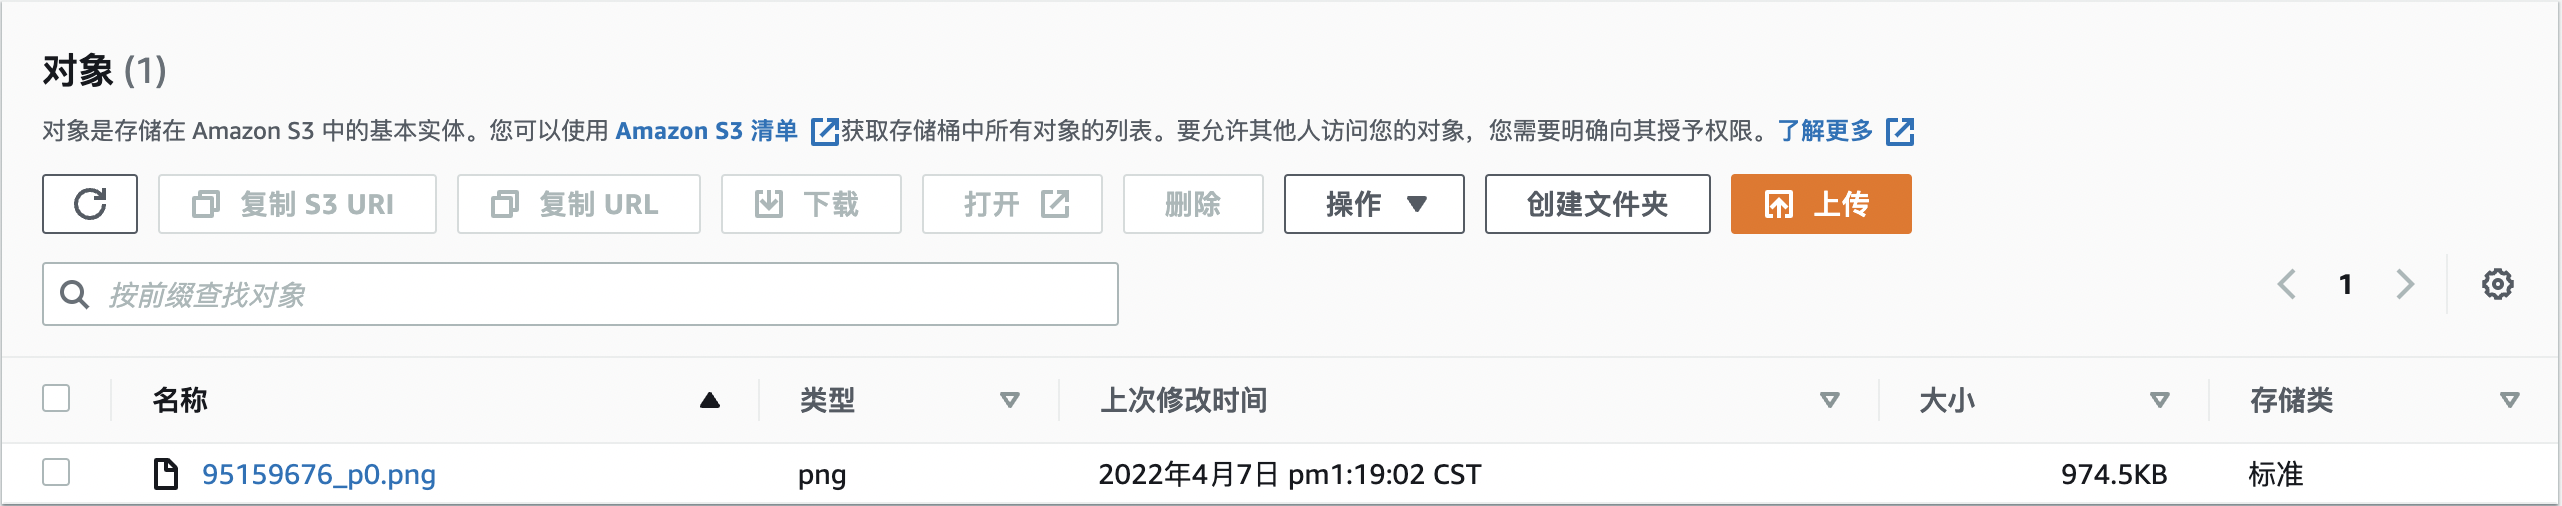 对象 (1)
对象是存储在 Amazon S3 中的基本实体。您可以使用 Amazon S3 清单 获取存储桶中所有对象的列表。要允许其他人访问您的对象，您需要明确向其授予权限。了解更多
复制 S3 URI 复制 URL 下载 打开 删除 操作 创建文件夹 上传
按前缀查找对象 1
名称 类型 上次修改时间 大小 存储类
95159676_p0.png png 2022年4月7日 pm1:19:02 CST 974.5KB 标准